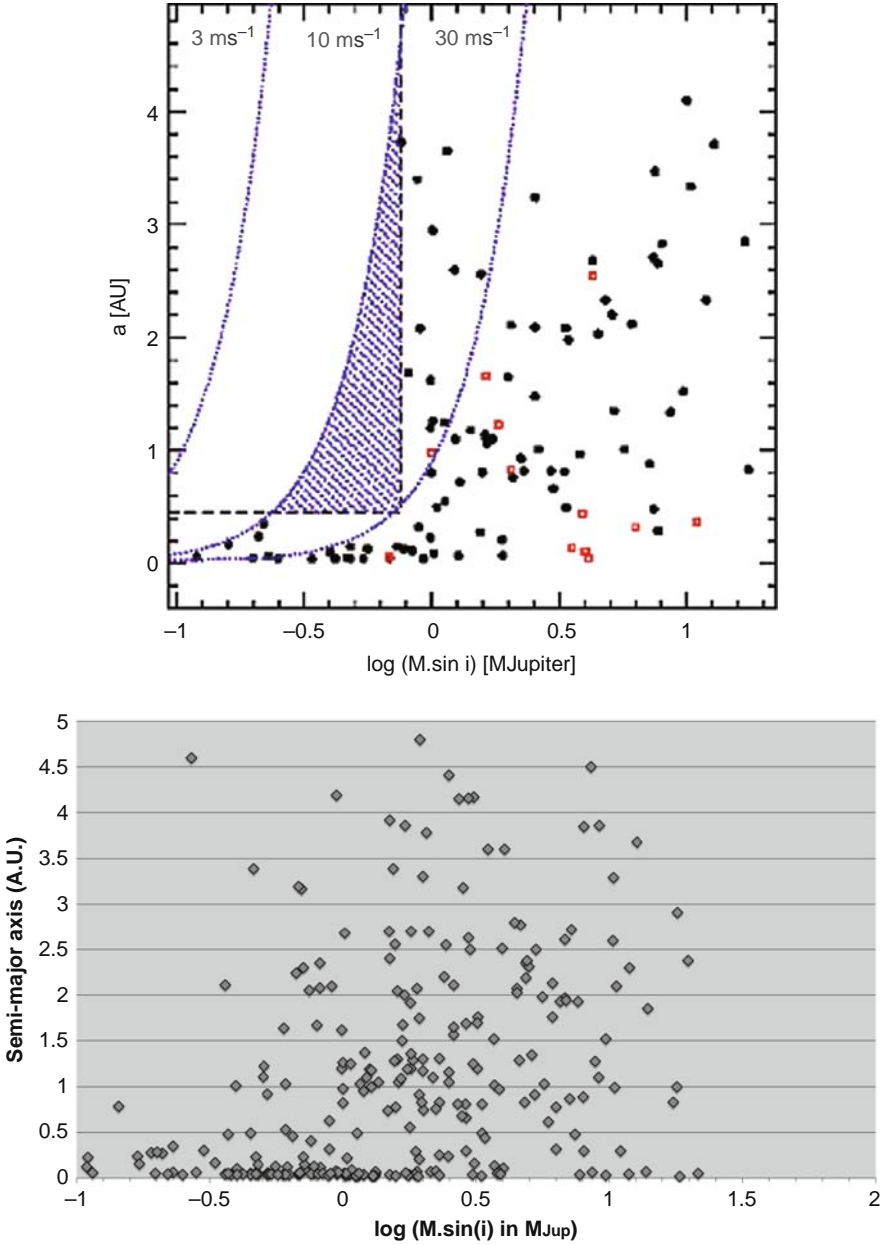 3 ms⁻¹ 10 ms⁻¹ 30 ms⁻¹
4
3
2
1
0
a [AU]
−1 −0.5 0 0.5 1
log (M.sin i) [MJupiter]
5
4.5
4
3.5
3
2.5
2
1.5
1
0.5
0
Semi-major axis (A.U.)
−1 −0.5 0 0.5 1 1.5 2
log (M.sin(i) in MJup)